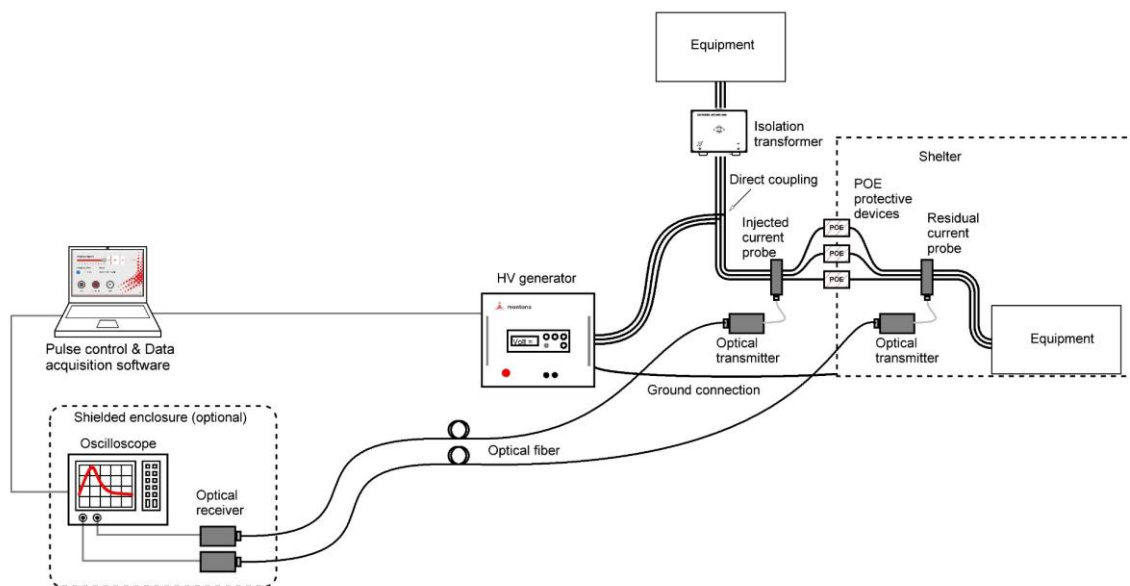 Equipment
Isolation
transformer
Shelter
Direct coupling
POE
protective
devices
Injected
current
probe
Residual
current
probe
POE
POE
POE
HV generator
montena
Volt =
Pulse control & Data
acquisition software
Optical
transmitter
Optical
transmitter
Equipment
Ground connection
Shielded enclosure (optional)
Oscilloscope
Optical fiber
Optical
receiver